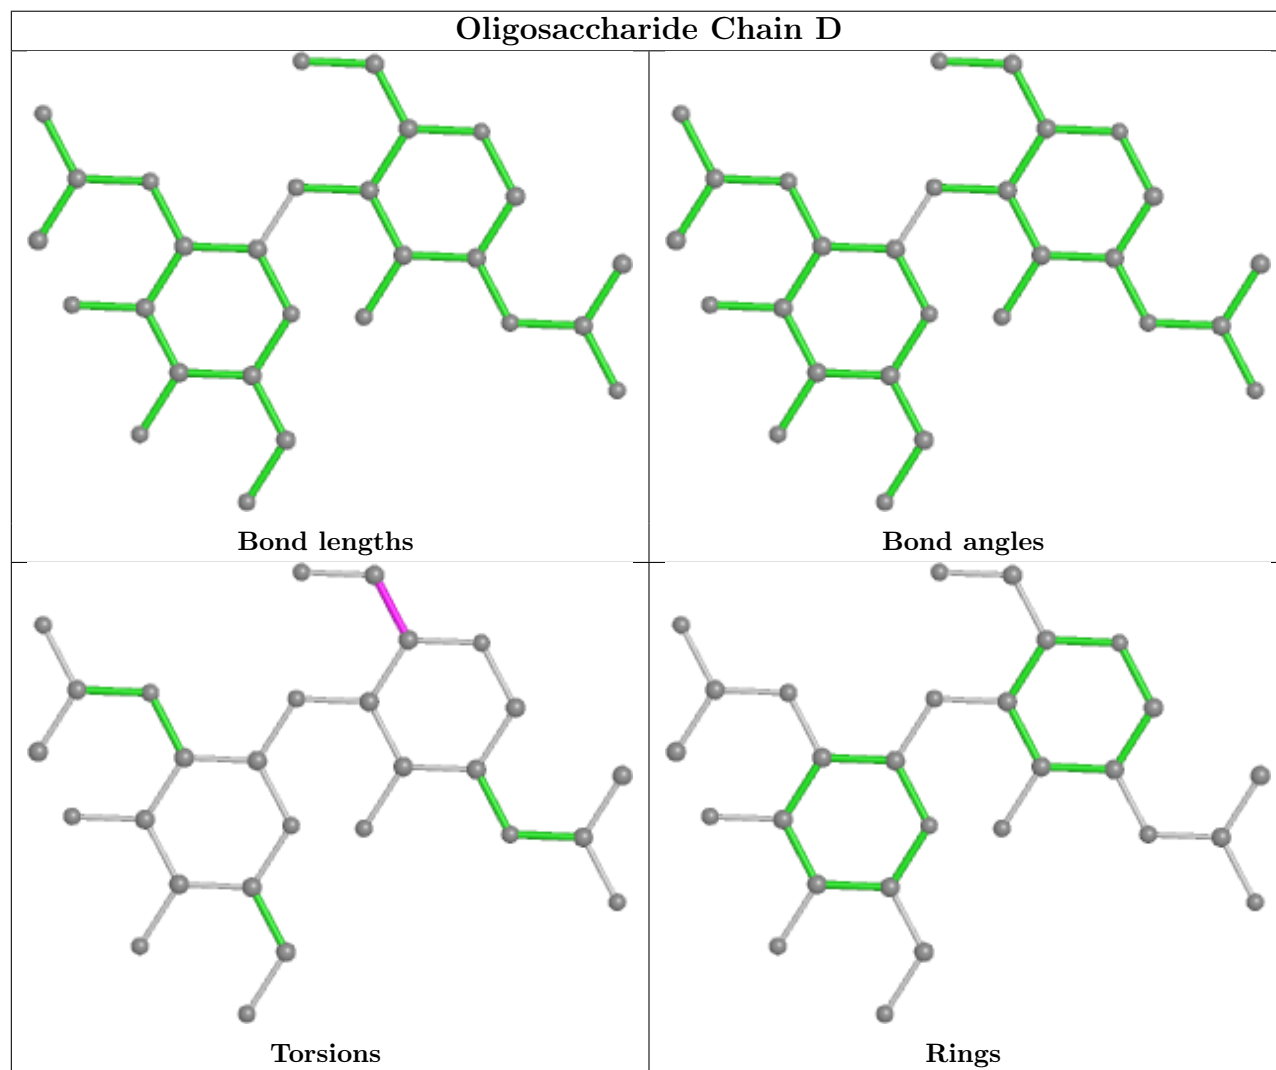 Oligosaccharide Chain D
Bond lengths
Bond angles
Torsions
Rings